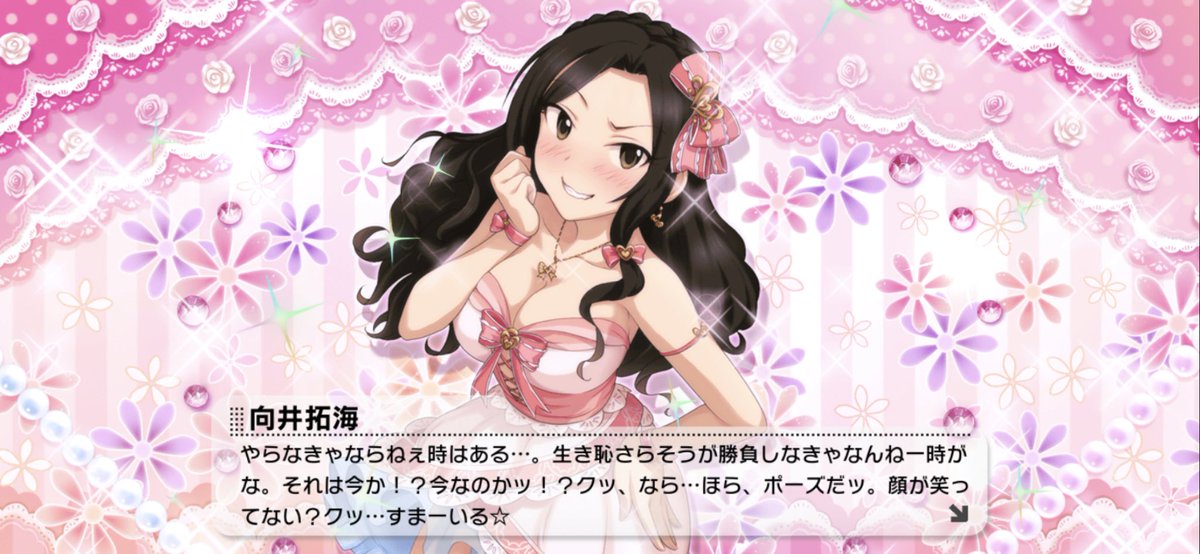 向井拓海
やらなきゃならねぇ時はある…。生き恥さらそうが勝負しなきゃなんねー時が
な。それは今か！？今なのかッ！？クッ、なら…ほら、ポーズだッ。顔が笑っ
てない？クッ…すまーいる☆